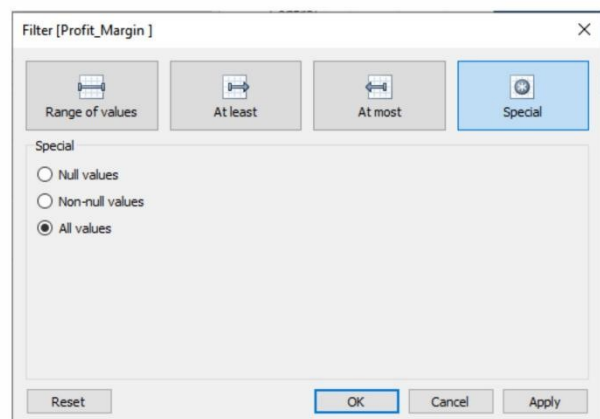 Filter [Profit_Margin ]
Range of values
At least
At most
Special
Special
Null values
Non-null values
All values
Reset
OK
Cancel
Apply